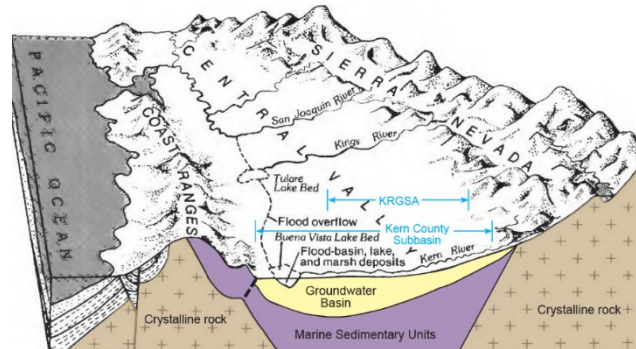 PACIFIC OCEAN
COAST RANGES
CENTRAL VALLEY
SIERRA NEVADA
San Joaquin River
Kings River
Tulare
Lake Bed
KRGSA
Flood overflow
Kern County
Subbasin
Buena Vista Lake Bed
Kern River
Flood-basin, lake,
and marsh deposits
Groundwater
Basin
Crystalline rock
Crystalline rock
Marine Sedimentary Units